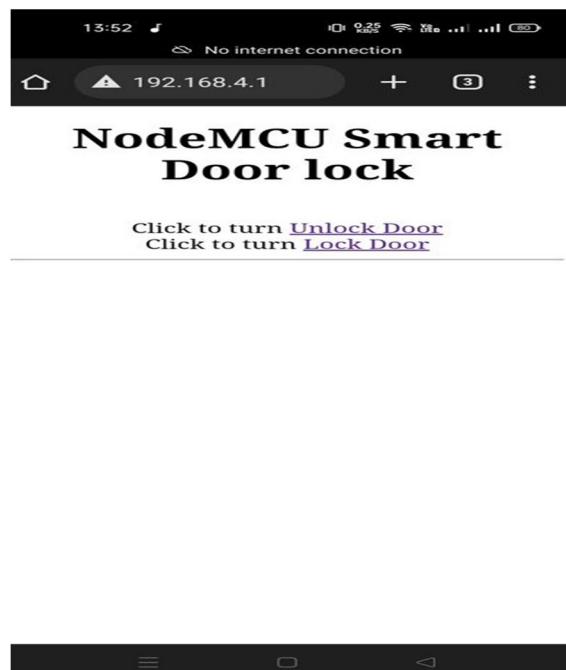 13:52
0.25 KB/S
80
No internet connection
192.168.4.1
3
NodeMCU Smart
Door lock
Click to turn Unlock Door
Click to turn Lock Door